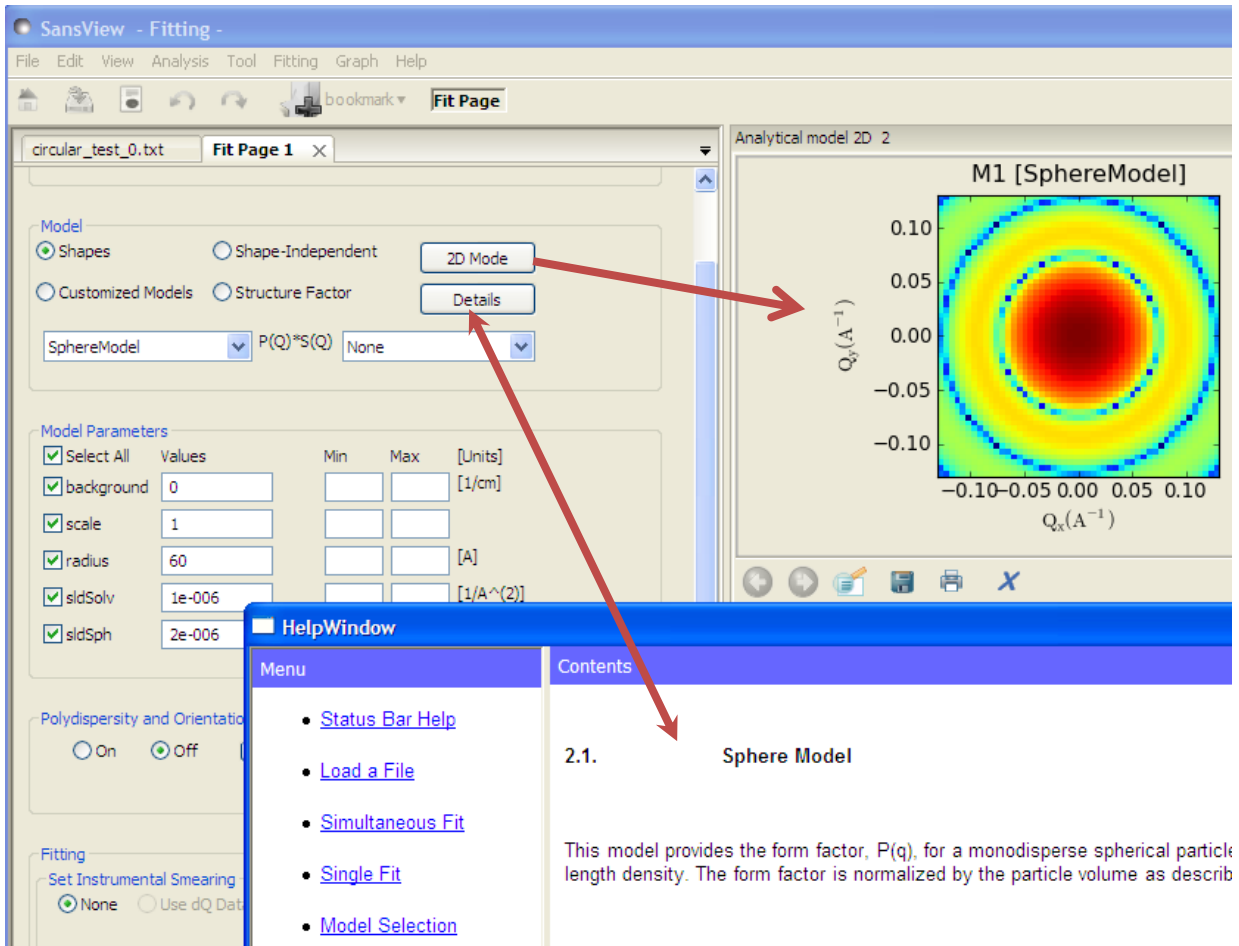 SansView - Fitting -
File Edit View Analysis Tool Fitting Graph Help
bookmark Fit Page
circular_test_0.txt Fit Page 1
Model
Shapes Shape-Independent 2D Mode
Customized Models Structure Factor Details
SphereModel P(Q)*S(Q) None
Model Parameters
Select All Values Min Max [Units]
background 0 [1/cm]
scale 1
radius 60 [A]
sldSolv 1e-006 [1/A^(2)]
sldSph 2e-006
Polydispersity and Orientatio
On Off
Fitting
Set Instrumental Smearing
None Use dQ Dat
Analytical model 2D 2
M1 [SphereModel]
0.10
0.05
0.00
−0.05
−0.10
Qy(A−1)
−0.10 −0.05 0.00 0.05 0.10
Qx(A−1)
HelpWindow
Menu
Status Bar Help
Load a File
Simultaneous Fit
Single Fit
Model Selection
Contents
2.1. Sphere Model
This model provides the form factor, P(q), for a monodisperse spherical particle
length density. The form factor is normalized by the particle volume as describ